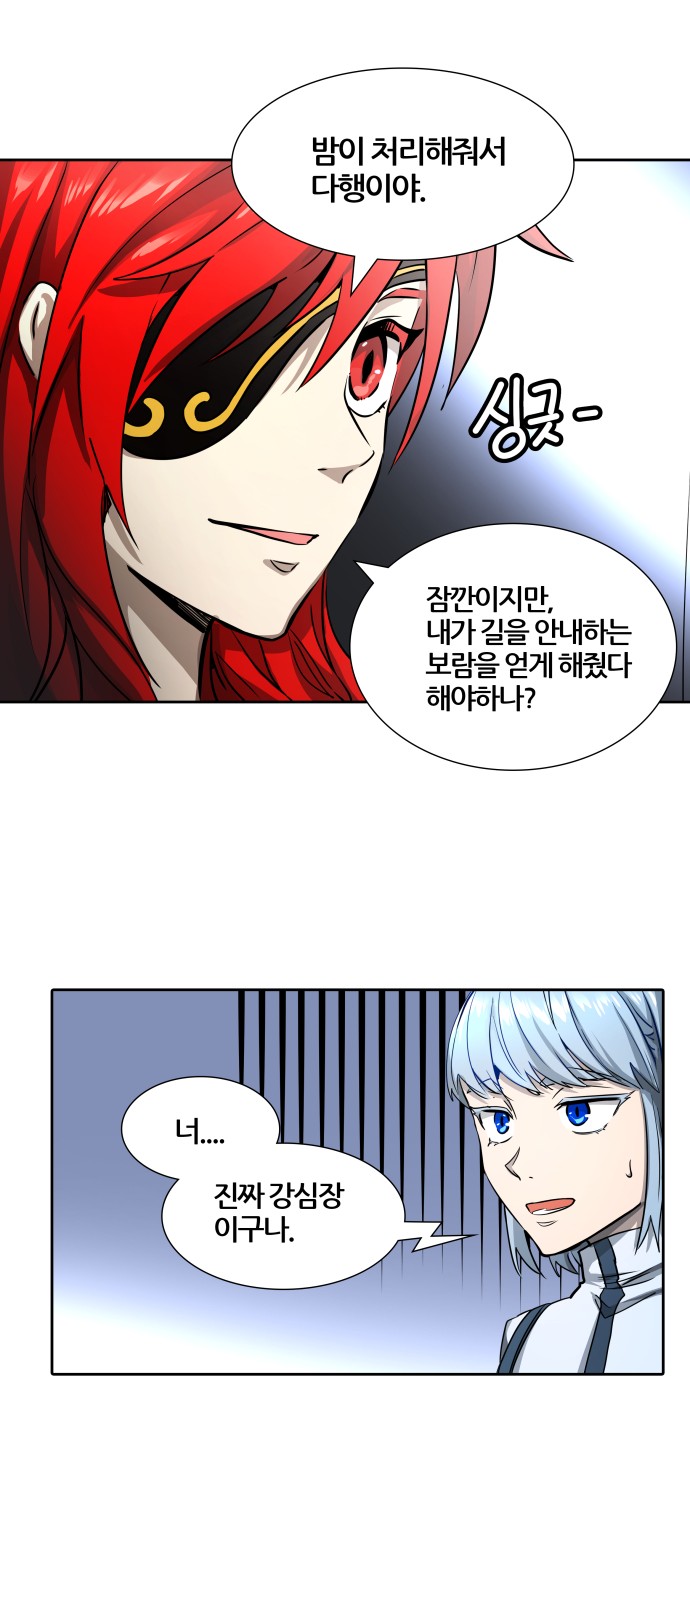 밤이 처리해줘서
다행이야.
싱긋-
잠깐이지만,
내가 길을 안내하는
보람을 얻게 해줬다
해야하나?
너....
진짜 강심장
이구나.